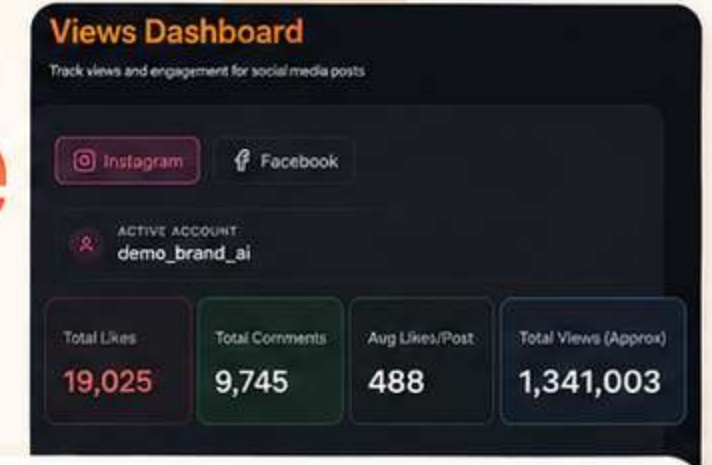 Views Dashboard
Track views and engagement for social media posts
e
Instagram
Facebook
ACTIVE ACCOUNT
demo_brand_ai
Total Likes
Total Comments
Avg Likes/Post
Total Views (Approx)
19,025
9,745
488
1,341,003